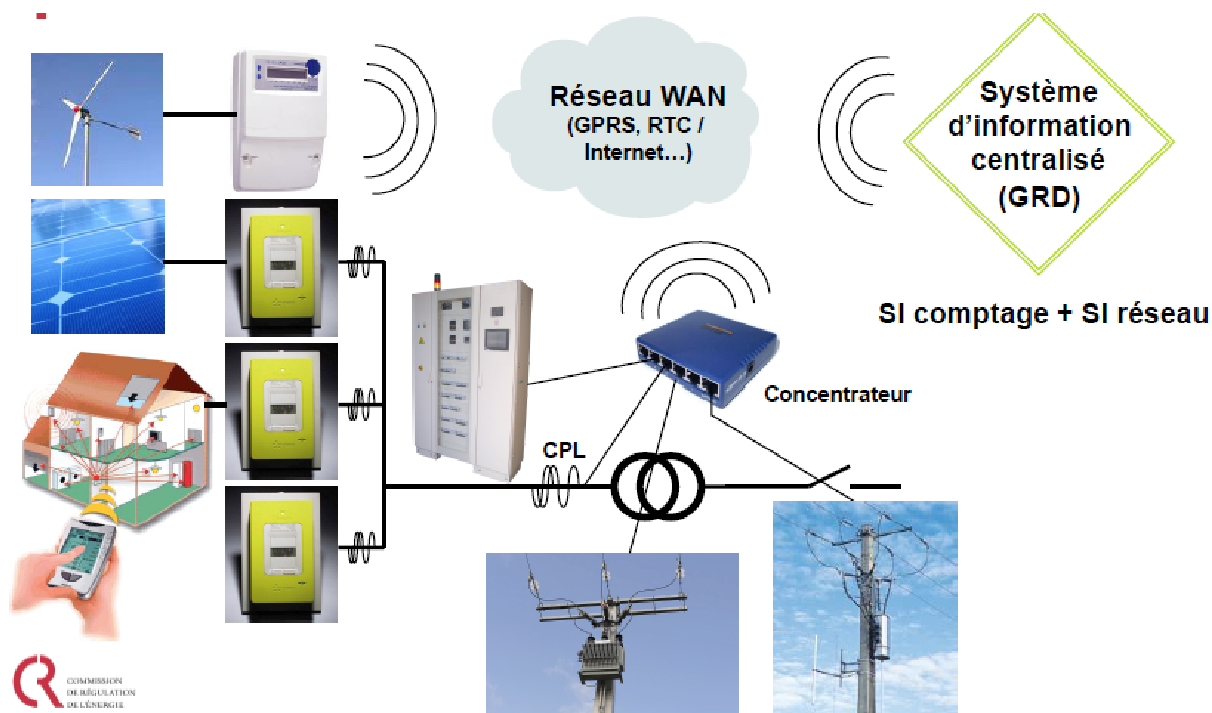 Réseau WAN
(GPRS, RTC /
Internet…)
Système
d’information
centralisé
(GRD)
SI comptage + SI réseau
Concentrateur
CPL
COMMISSION
DE RÉGULATION
DE L'ÉNERGIE